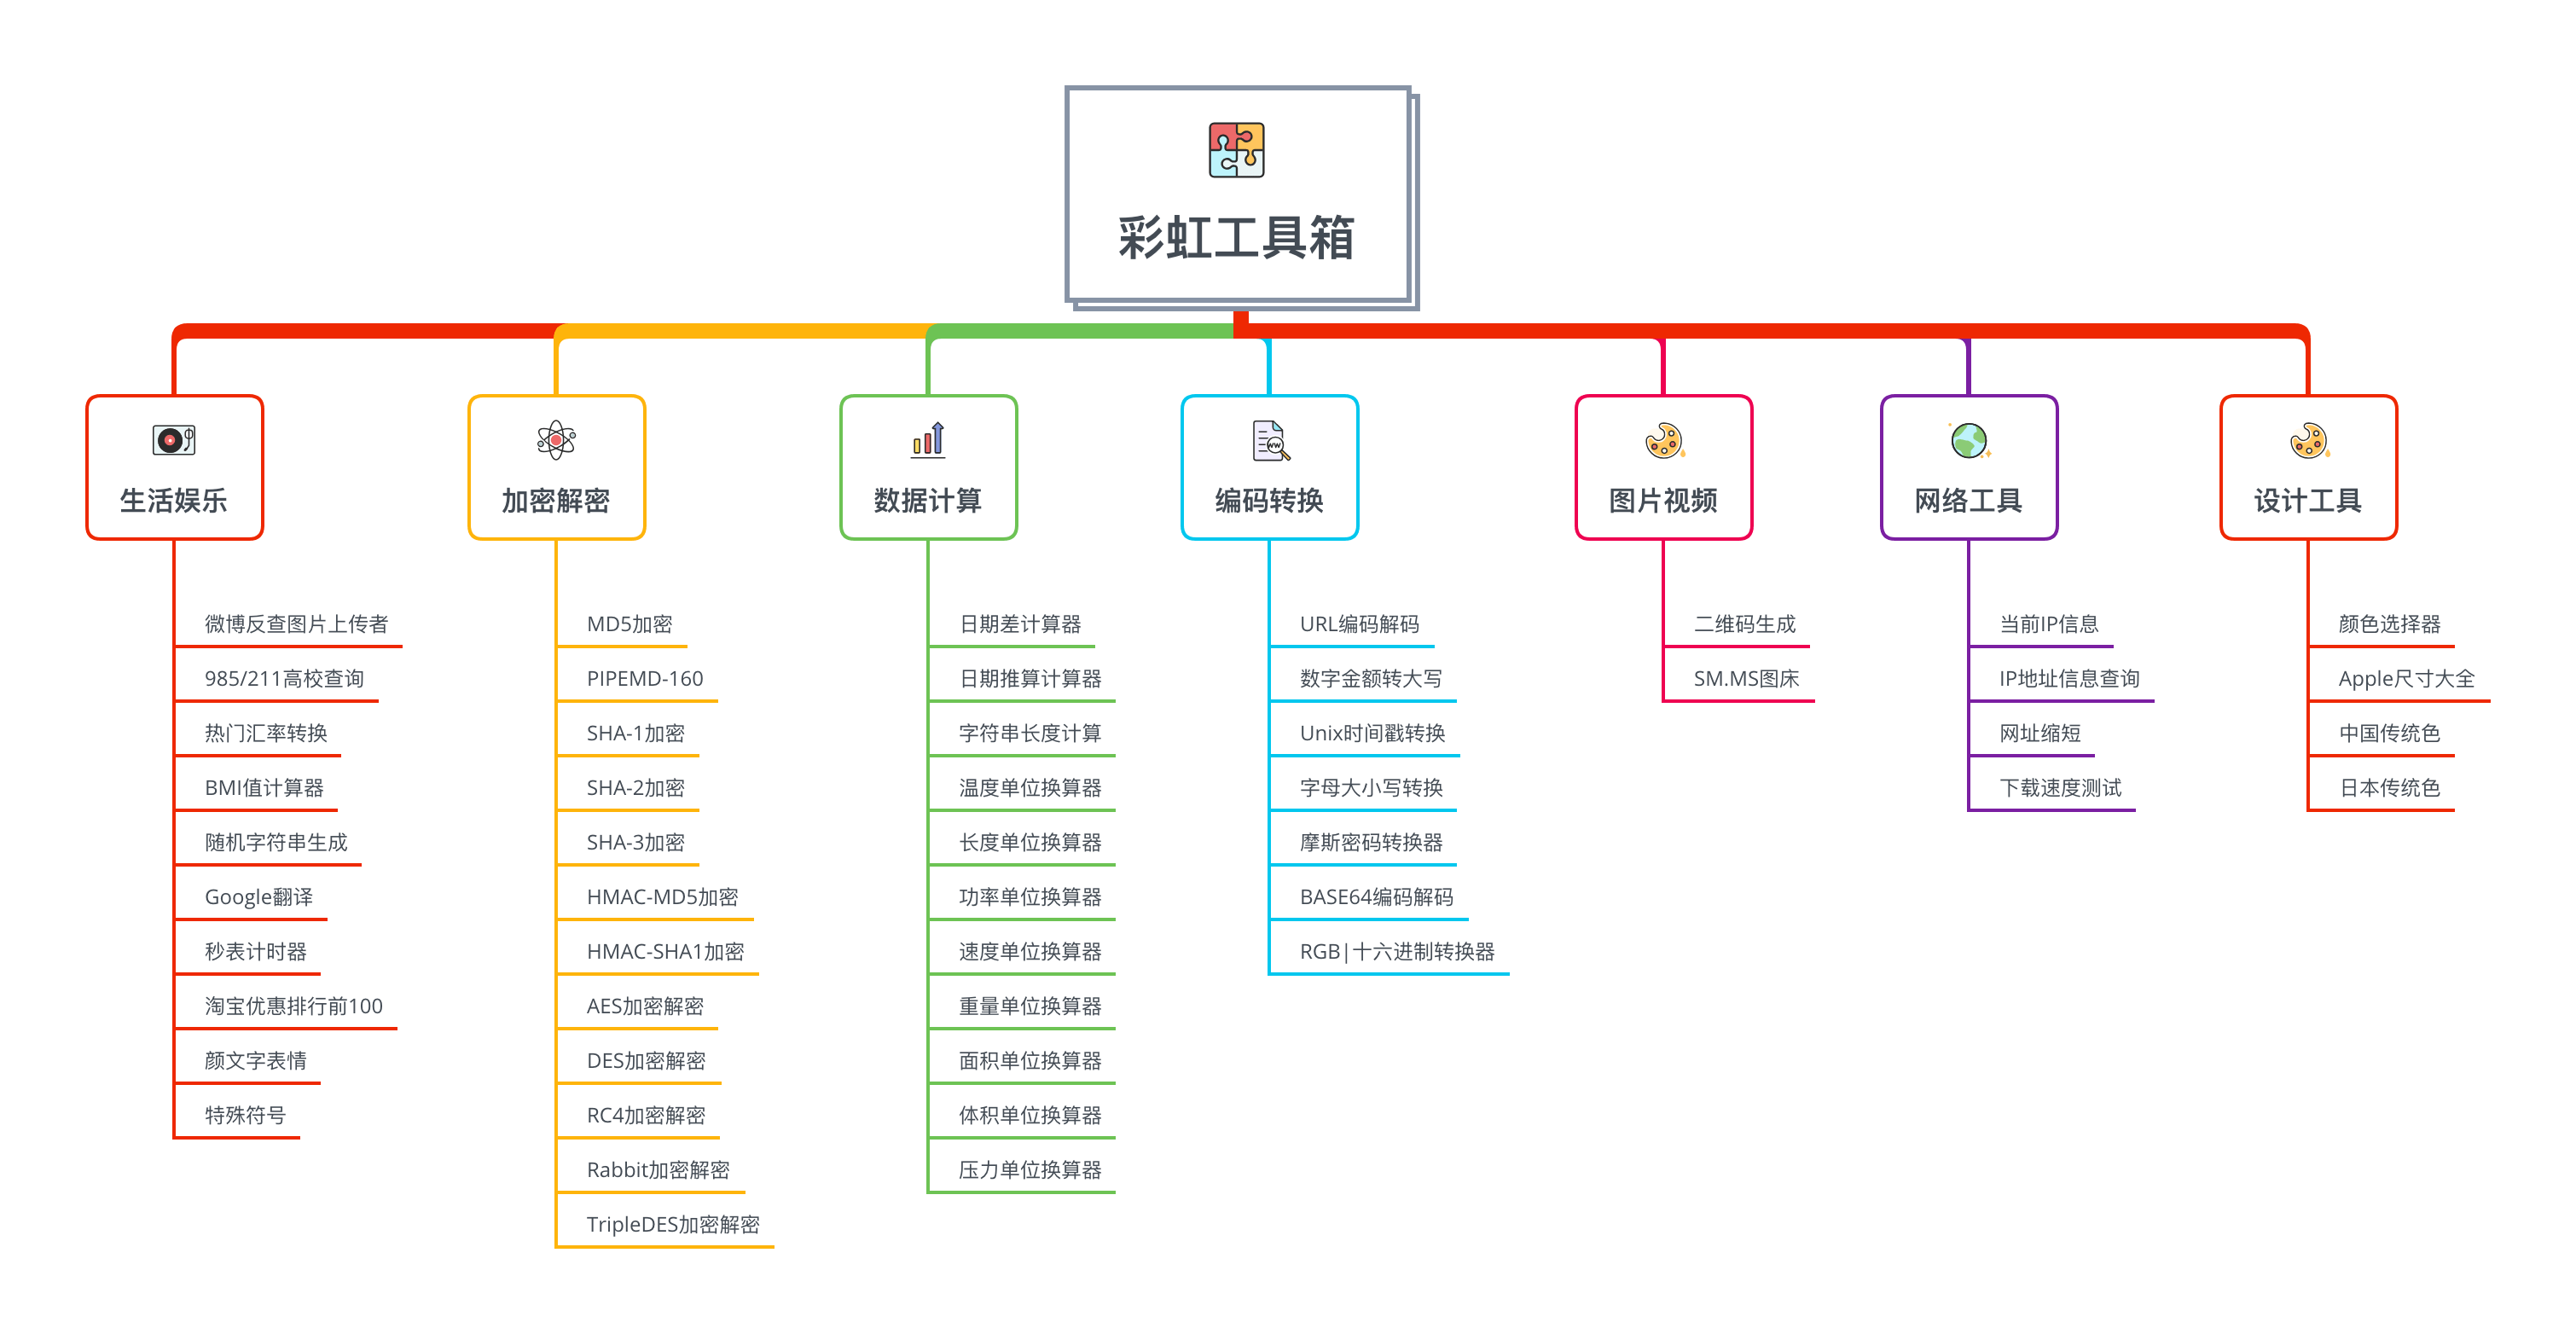 彩虹工具箱
生活娱乐
微博反查图片上传者
985/211高校查询
热门汇率转换
BMI值计算器
随机字符串生成
Google翻译
秒表计时器
淘宝优惠排行前100
颜文字表情
特殊符号
加密解密
MD5加密
PIPEMD-160
SHA-1加密
SHA-2加密
SHA-3加密
HMAC-MD5加密
HMAC-SHA1加密
AES加密解密
DES加密解密
RC4加密解密
Rabbit加密解密
TripleDES加密解密
数据计算
日期差计算器
日期推算计算器
字符串长度计算
温度单位换算器
长度单位换算器
功率单位换算器
速度单位换算器
重量单位换算器
面积单位换算器
体积单位换算器
压力单位换算器
编码转换
URL编码解码
数字金额转大写
Unix时间戳转换
字母大小写转换
摩斯密码转换器
BASE64编码解码
RGB|十六进制转换器
图片视频
二维码生成
SM.MS图床
网络工具
当前IP信息
IP地址信息查询
网址缩短
下载速度测试
设计工具
颜色选择器
Apple尺寸大全
中国传统色
日本传统色